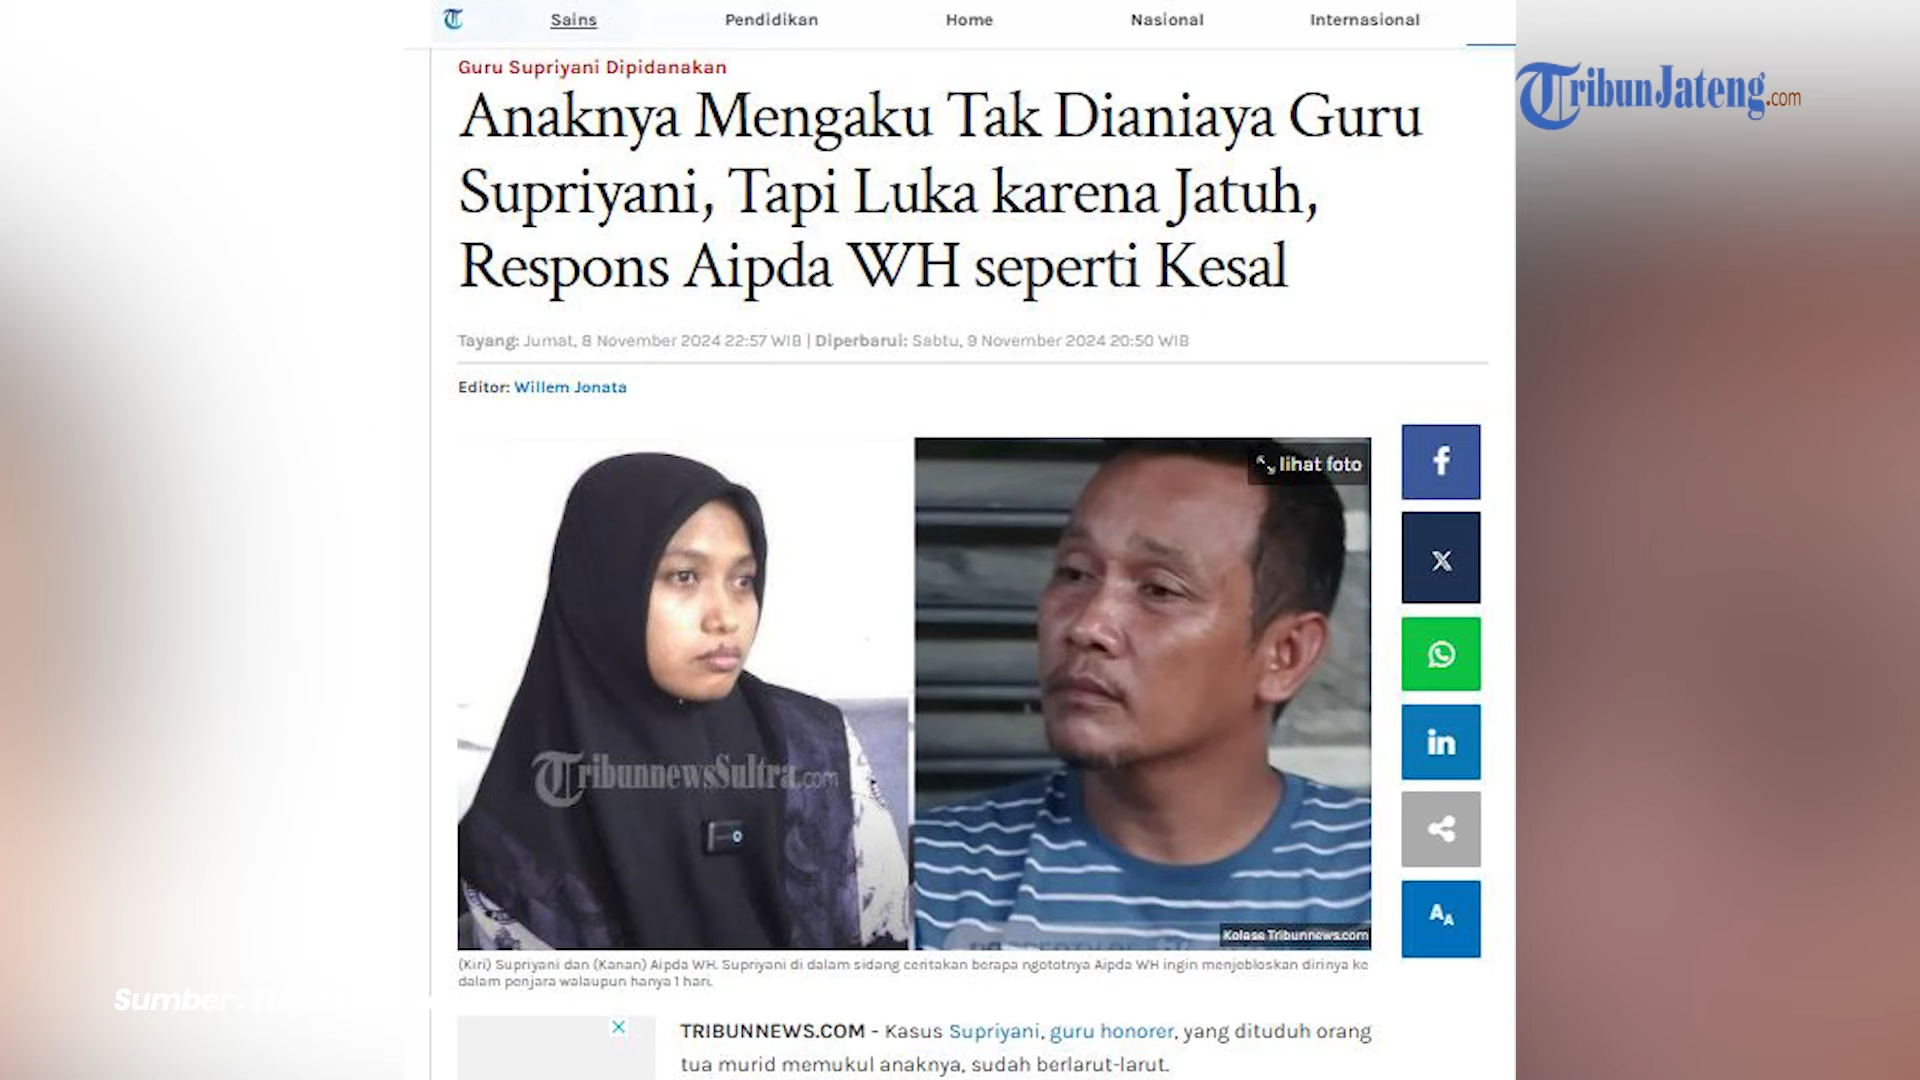 Sains Pendidikan Home Nasional Internasional
TribunJateng.com
Guru Supriyani Dipidanakan
Anaknya Mengaku Tak Dianiaya Guru
Supriyani, Tapi Luka karena Jatuh,
Respons Aipda WH seperti Kesal
Tayang: Jumat, 8 November 2024 22:57 WIB | Diperbarui: Sabtu, 9 November 2024 20:50 WIB
Editor: Willem Jonata
lihat foto
TribunnewsSultra.com
Kolase Tribunnews.com
(Kiri) Supriyani dan (Kanan) Aipda WH. Supriyani di dalam sidang ceritakan berapa ngototnya Aipda WH ingin menjebloskan dirinya ke
dalam penjara walaupun hanya 1 hari.
Sumber :
TRIBUNNEWS.COM - Kasus Supriyani, guru honorer, yang dituduh orang
tua murid memukul anaknya, sudah berlarut-larut.